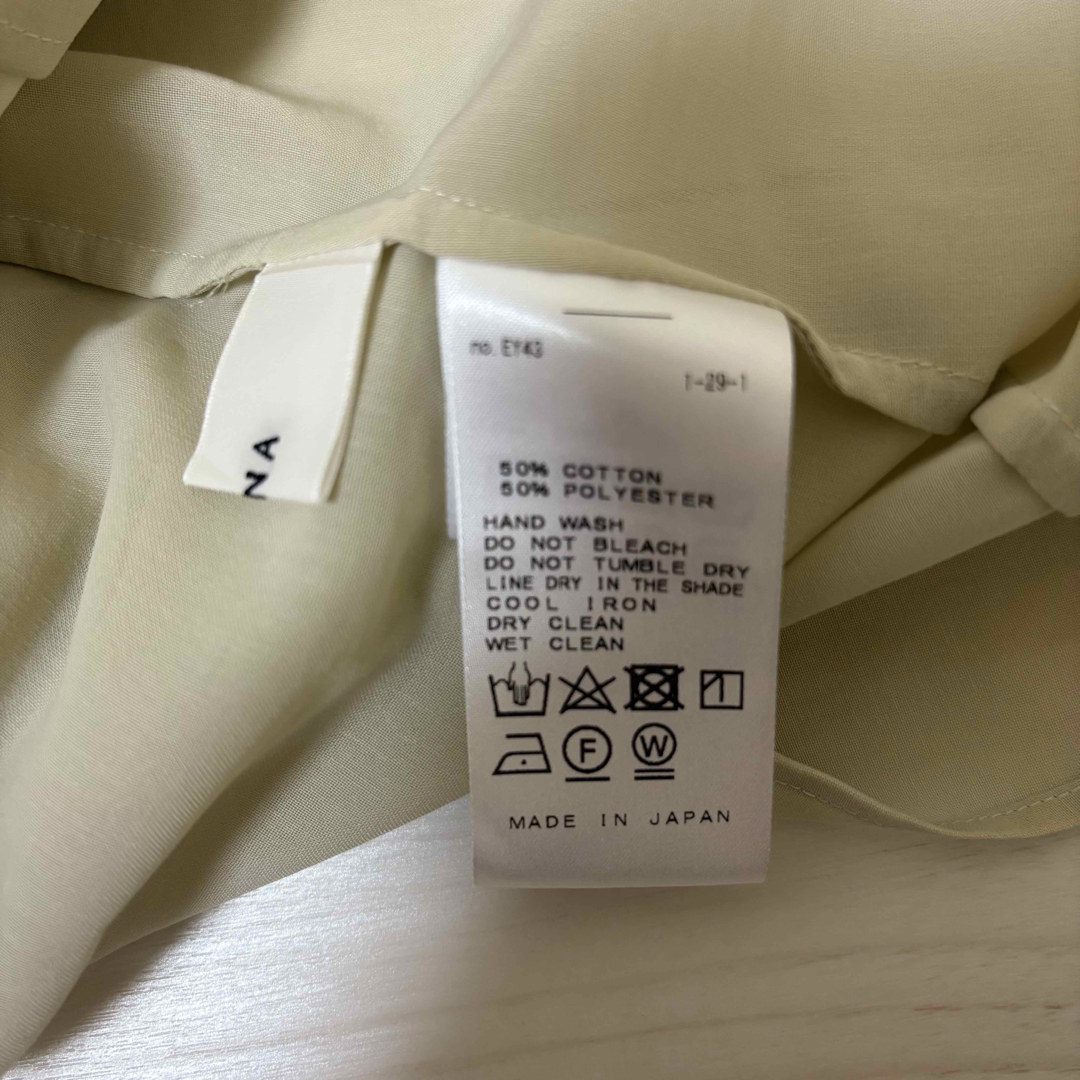 NA
no. EY43
1-29-1
50% COTTON
50% POLYESTER
HAND WASH
DO NOT BLEACH
DO NOT TUMBLE DRY
LINE DRY IN THE SHADE
COOL IRON
DRY CLEAN
WET CLEAN
F W
MADE IN JAPAN